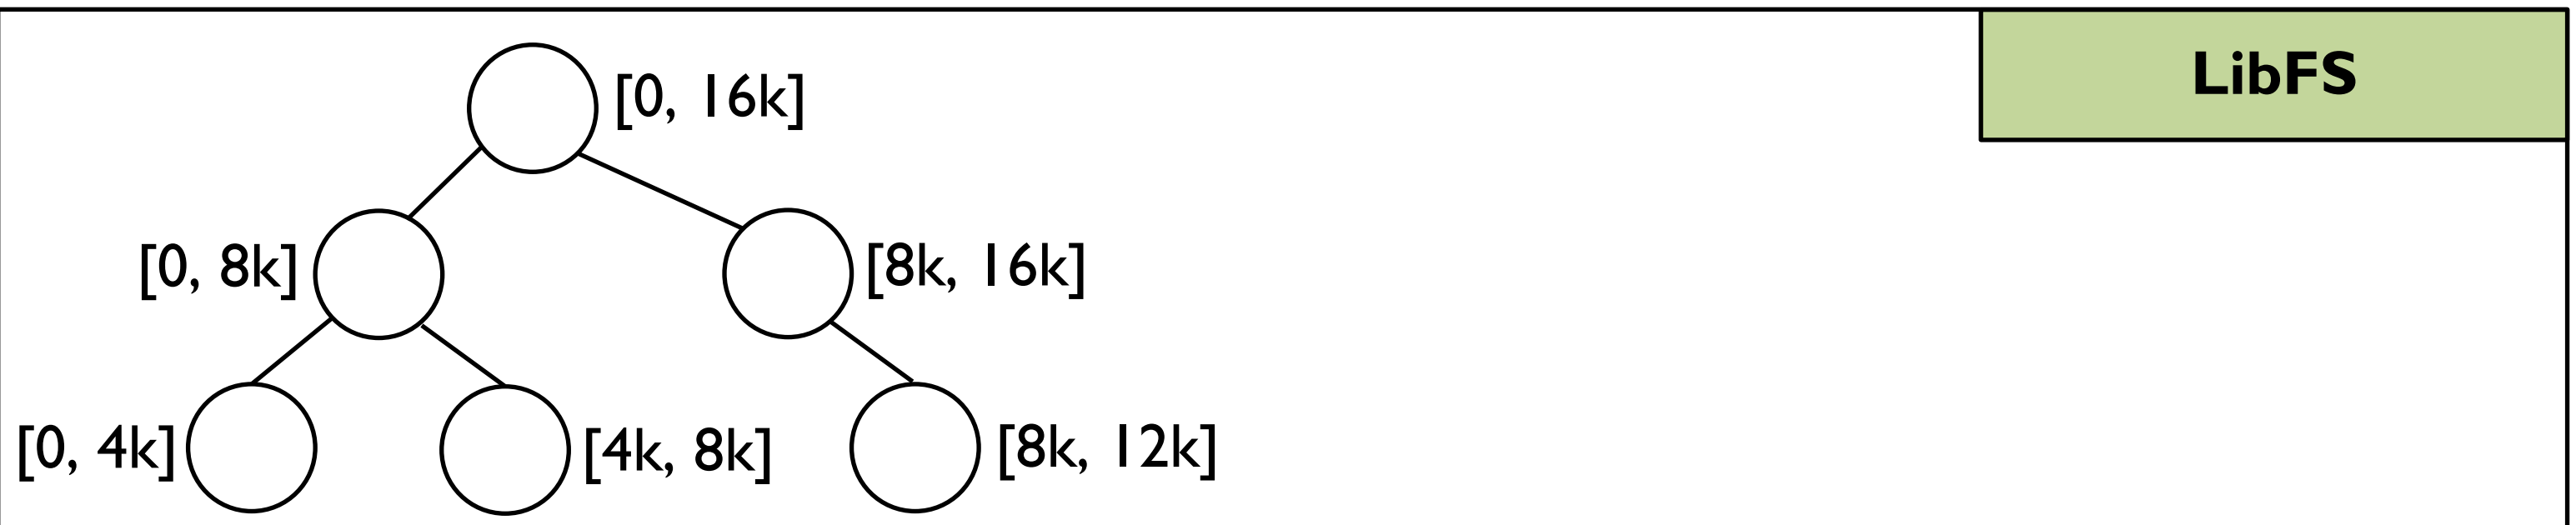 LibFS
[0, 16k]
[0, 8k]
[8k, 16k]
[0, 4k]
[4k, 8k]
[8k, 12k]